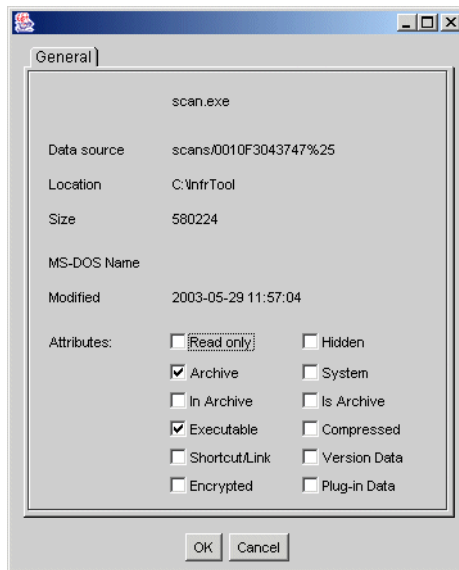 General
scan.exe
Data source scans/0010F3043747%25
Location C:\InfrTool
Size 580224
MS-DOS Name
Modified 2003-05-29 11:57:04
Attributes: Read only Hidden
Archive System
In Archive Is Archive
Executable Compressed
Shortcut/Link Version Data
Encrypted Plug-in Data
OK Cancel